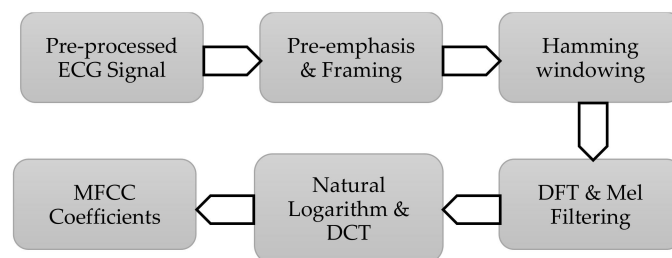 Pre-processed
ECG Signal
Pre-emphasis
& Framing
Hamming
windowing
DFT & Mel
Filtering
Natural
Logarithm &
DCT
MFCC
Coefficients